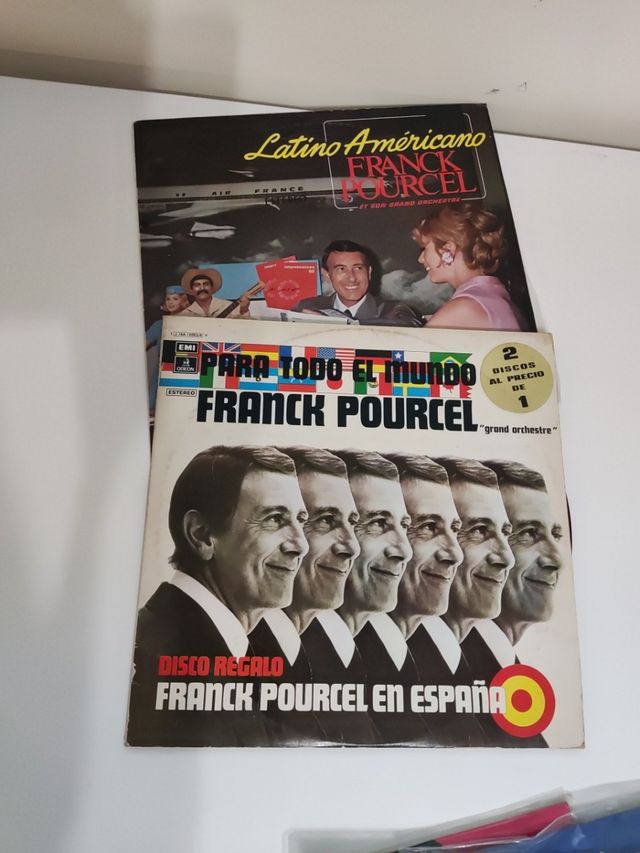 Latino Américano
FRANCK
POURCEL
ET SON GRAND ORCHESTRE
AIR FRANCE
EMI
ODEON
ESTEREO
PARA TODO EL MUNDO
FRANCK POURCEL
"grand orchestre"
2
DISCOS
AL PRECIO
DE
1
DISCO REGALO
FRANCK POURCEL EN ESPAÑA